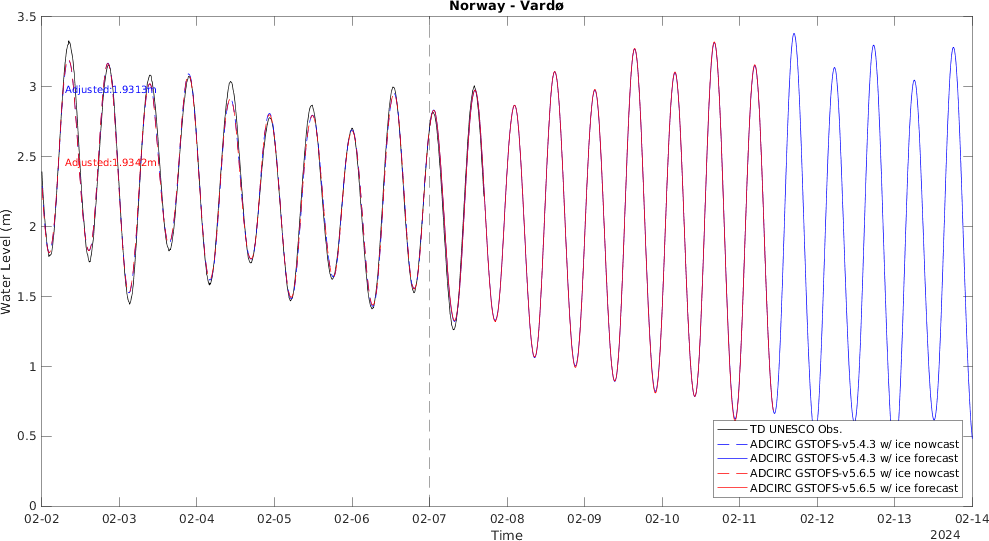 Norway - Vardø
3.5
3
2.5
2
1.5
1
0.5
0
Water Level (m)
Adjusted:1.9313m
Adjusted:1.9342m
TD UNESCO Obs.
ADCIRC GSTOFS-v5.4.3 w/ ice nowcast
ADCIRC GSTOFS-v5.4.3 w/ ice forecast
ADCIRC GSTOFS-v5.6.5 w/ ice nowcast
ADCIRC GSTOFS-v5.6.5 w/ ice forecast
02-02 02-03 02-04 02-05 02-06 02-07 02-08 02-09 02-10 02-11 02-12 02-13 02-14
Time
2024